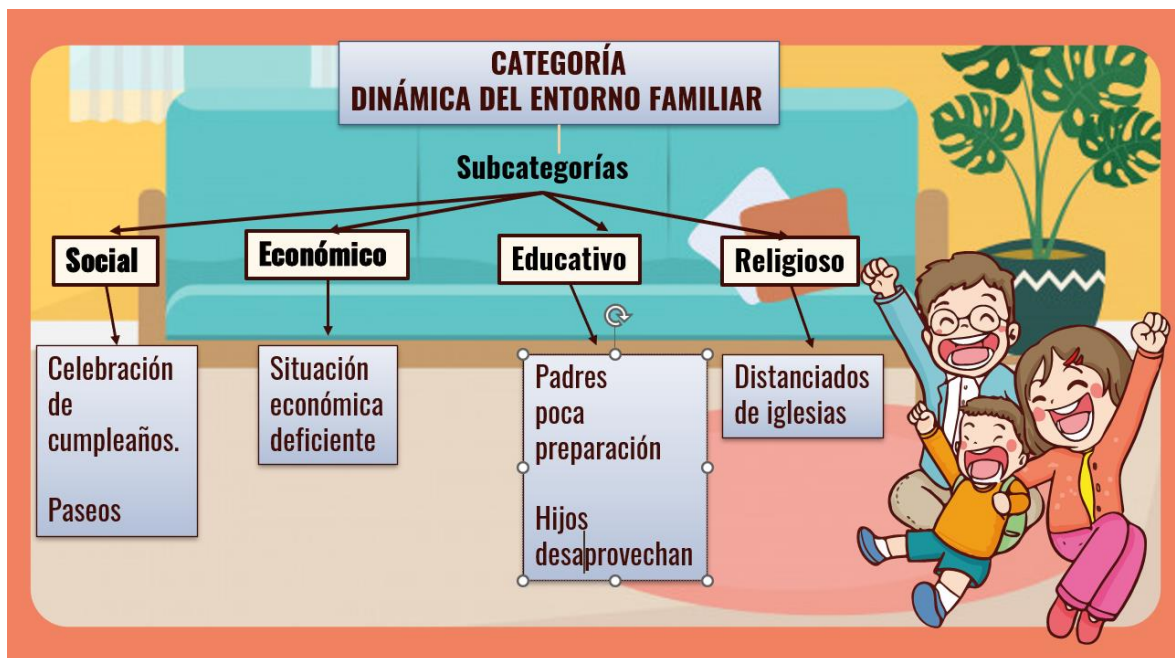 CATEGORÍA
DINÁMICA DEL ENTORNO FAMILIAR
Subcategorías
Social
Económico
Educativo
Religioso
Celebración
de
cumpleaños.
Paseos
Situación
económica
deficiente
Padres
poca
preparación
Hijos
desaprovechan
Distanciados
de iglesias